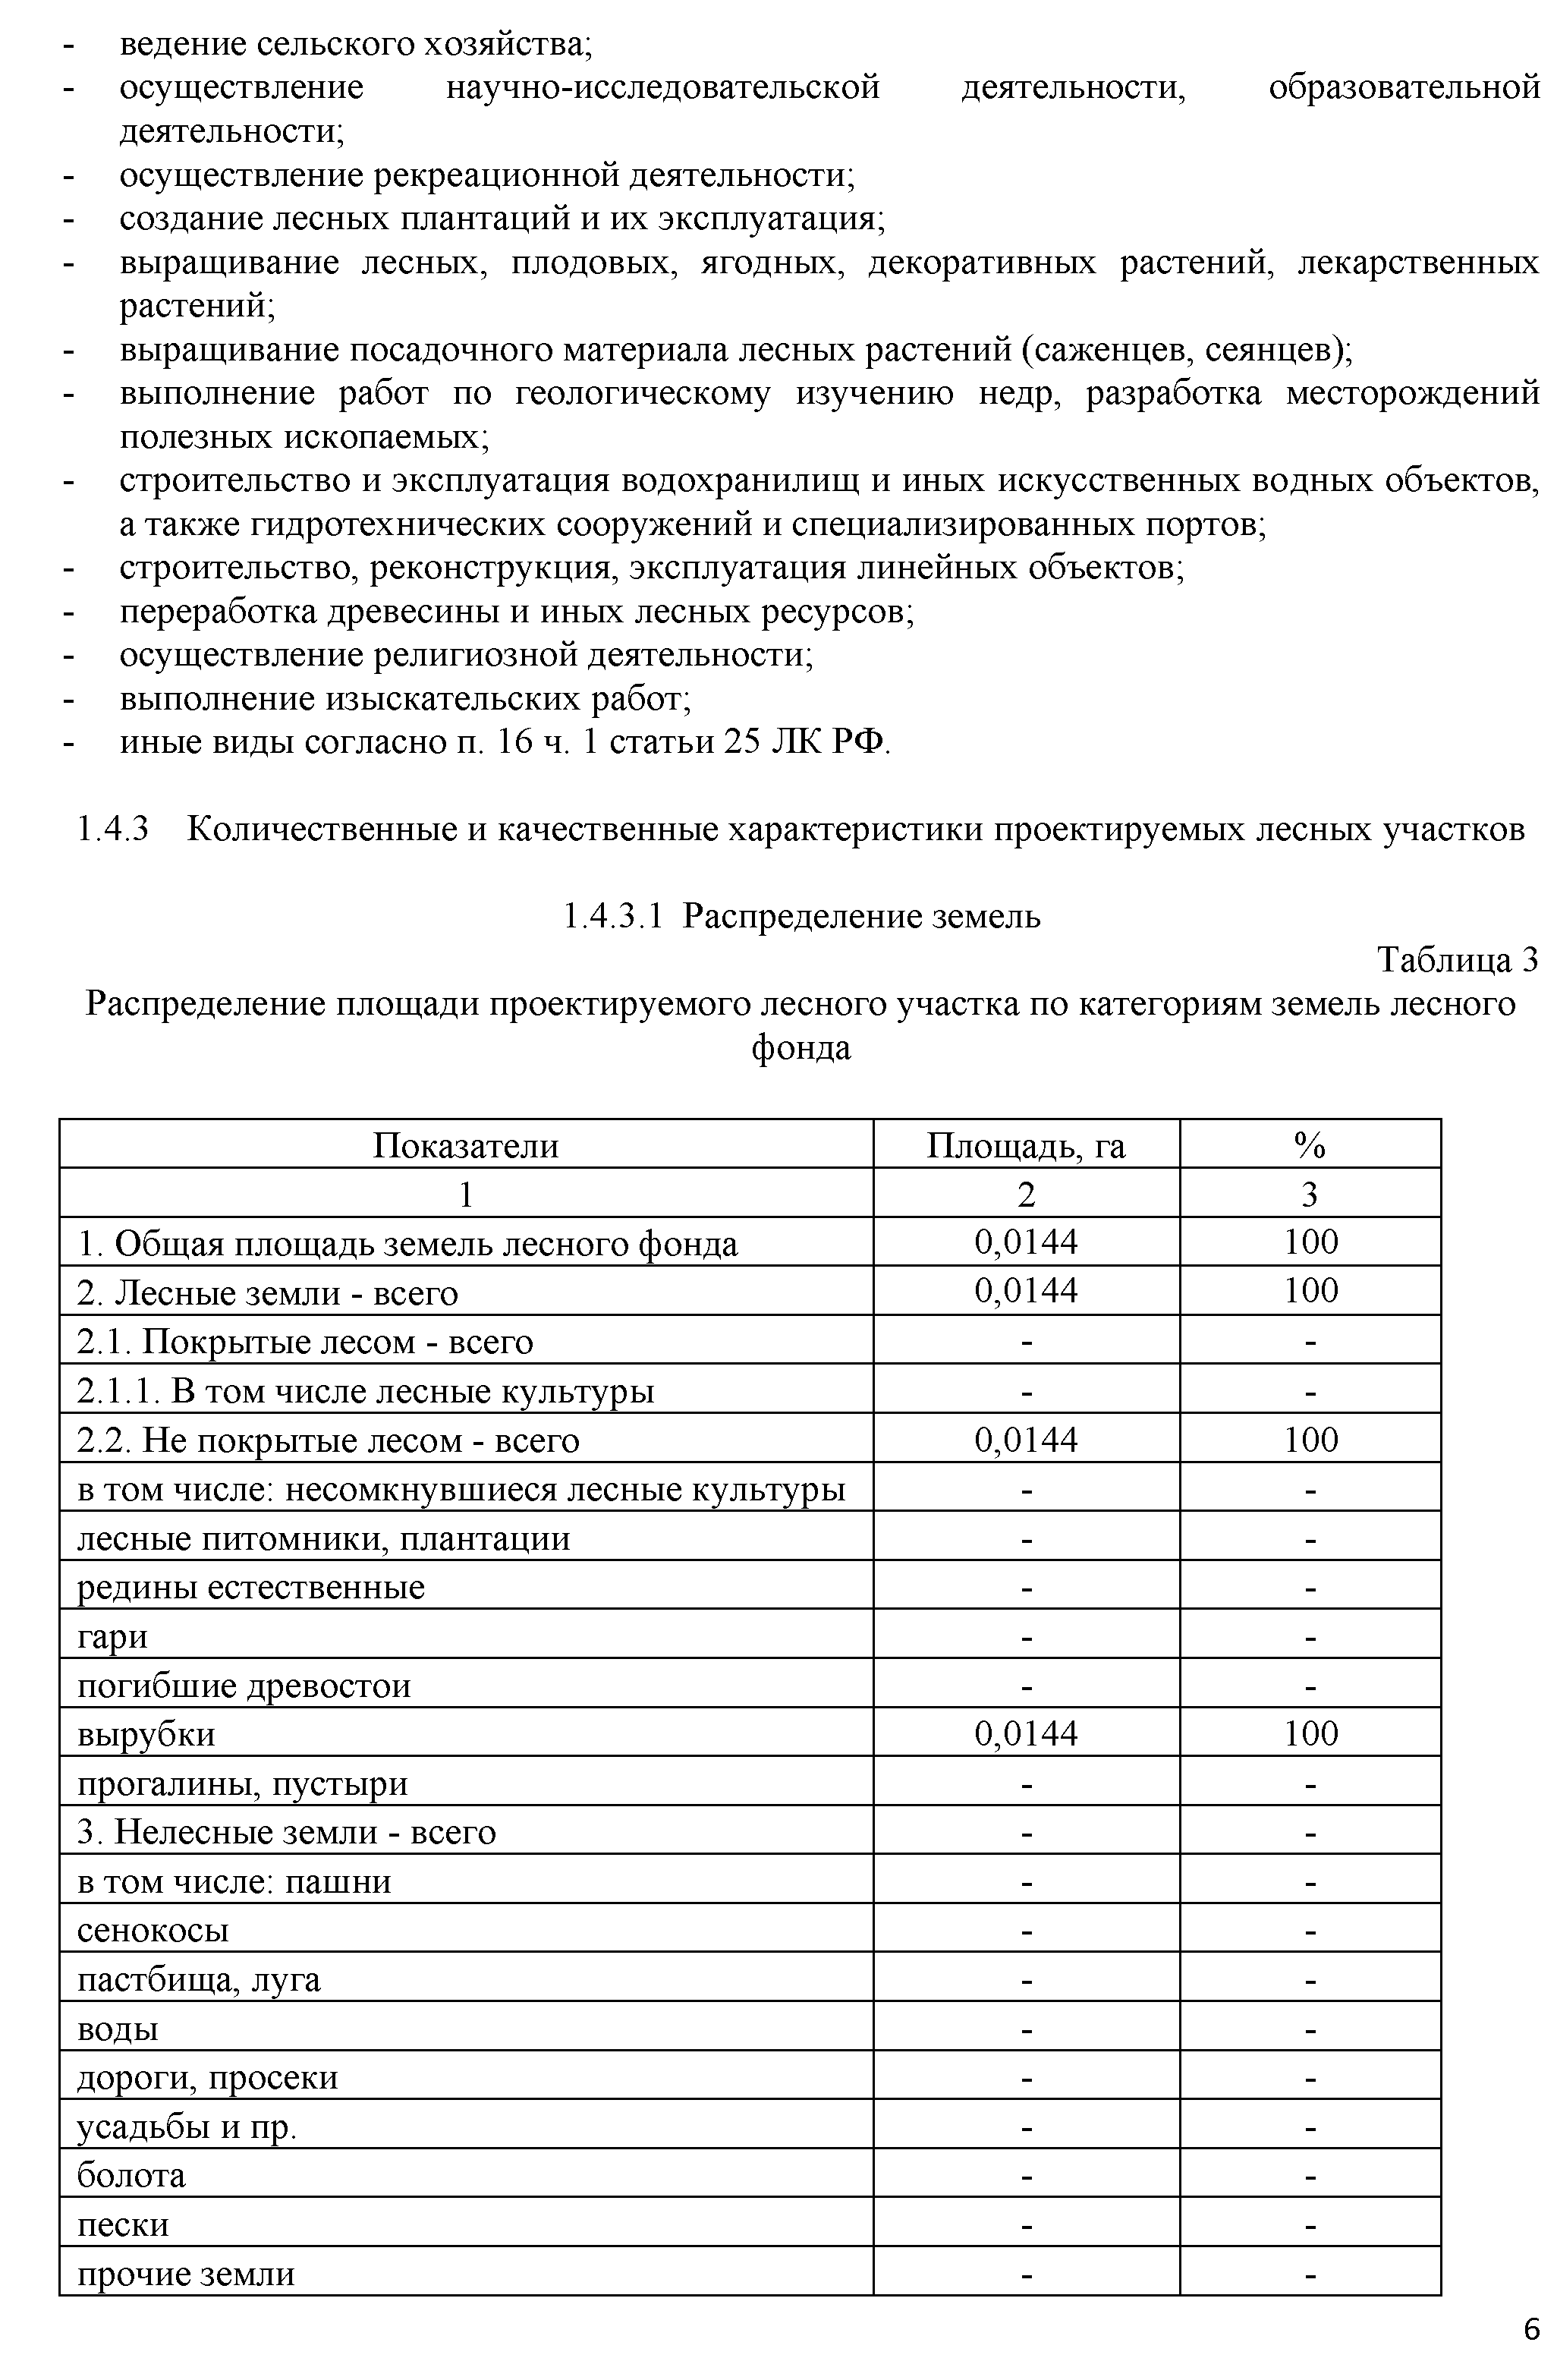 - ведение сельского хозяйства;
- осуществление научно-исследовательской деятельности, образовательной
деятельности;
- осуществление рекреационной деятельности;
- создание лесных плантаций и их эксплуатация;
- выращивание лесных, плодовых, ягодных, декоративных растений, лекарственных
растений;
- выращивание посадочного материала лесных растений (саженцев, сеянцев);
- выполнение работ по геологическому изучению недр, разработка месторождений
полезных ископаемых;
- строительство и эксплуатация водохранилищ и иных искусственных водных объектов,
а также гидротехнических сооружений и специализированных портов;
- строительство, реконструкция, эксплуатация линейных объектов;
- переработка древесины и иных лесных ресурсов;
- осуществление религиозной деятельности;
- выполнение изыскательских работ;
- иные виды согласно п. 16 ч. 1 статьи 25 ЛК РФ.
1.4.3 Количественные и качественные характеристики проектируемых лесных участков
1.4.3.1 Распределение земель
Таблица 3
Распределение площади проектируемого лесного участка по категориям земель лесного
фонда
Показатели Площадь, га %
1 2 3
1. Общая площадь земель лесного фонда 0,0144 100
2. Лесные земли - всего 0,0144 100
2.1. Покрытые лесом - всего - -
2.1.1. В том числе лесные культуры - -
2.2. Не покрытые лесом - всего 0,0144 100
в том числе: несомкнувшиеся лесные культуры - -
лесные питомники, плантации - -
редины естественные - -
гари - -
погибшие древостои - -
вырубки 0,0144 100
прогалины, пустыри - -
3. Нелесные земли - всего - -
в том числе: пашни - -
сенокосы - -
пастбища, луга - -
воды - -
дороги, просеки - -
усадьбы и пр. - -
болота - -
пески - -
прочие земли - -
6